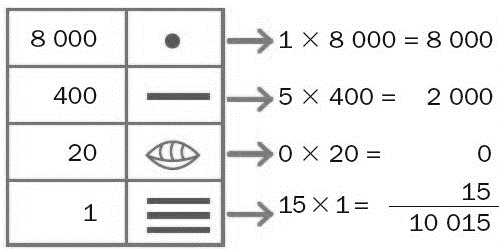 8 000 → 1 × 8 000 = 8 000
400 → 5 × 400 = 2 000
20 → 0 × 20 = 0
1 → 15 × 1 = 15
10 015